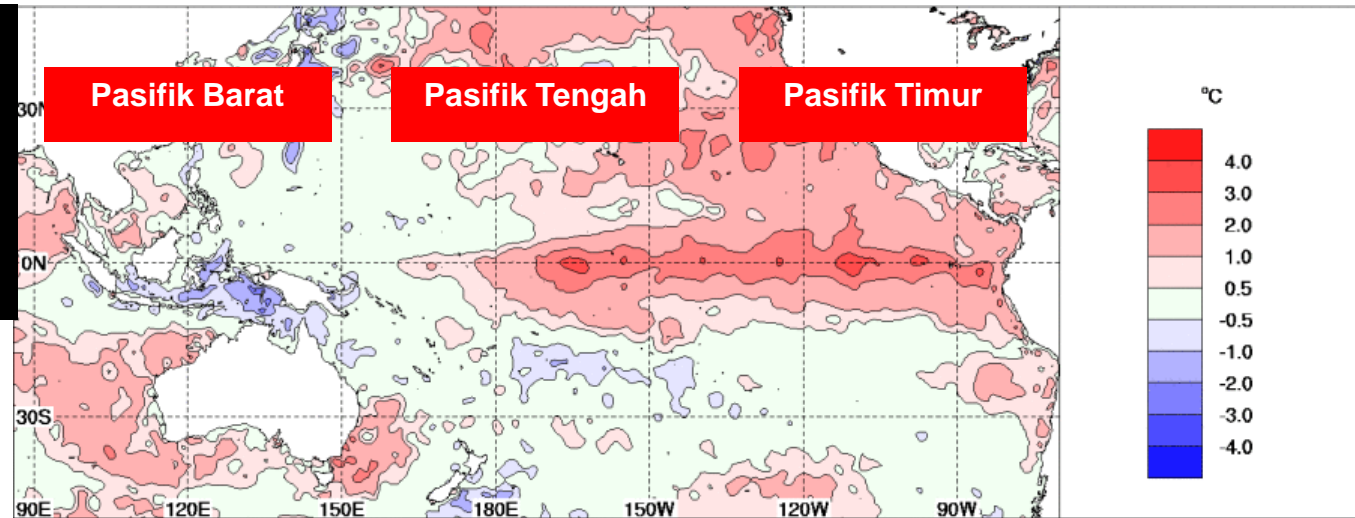 Pasifik Barat
Pasifik Tengah
Pasifik Timur
°C
30N
0N
30S
90E
120E
150E
180E
150W
120W
90W
4.0
3.0
2.0
1.0
0.5
-0.5
-1.0
-2.0
-3.0
-4.0